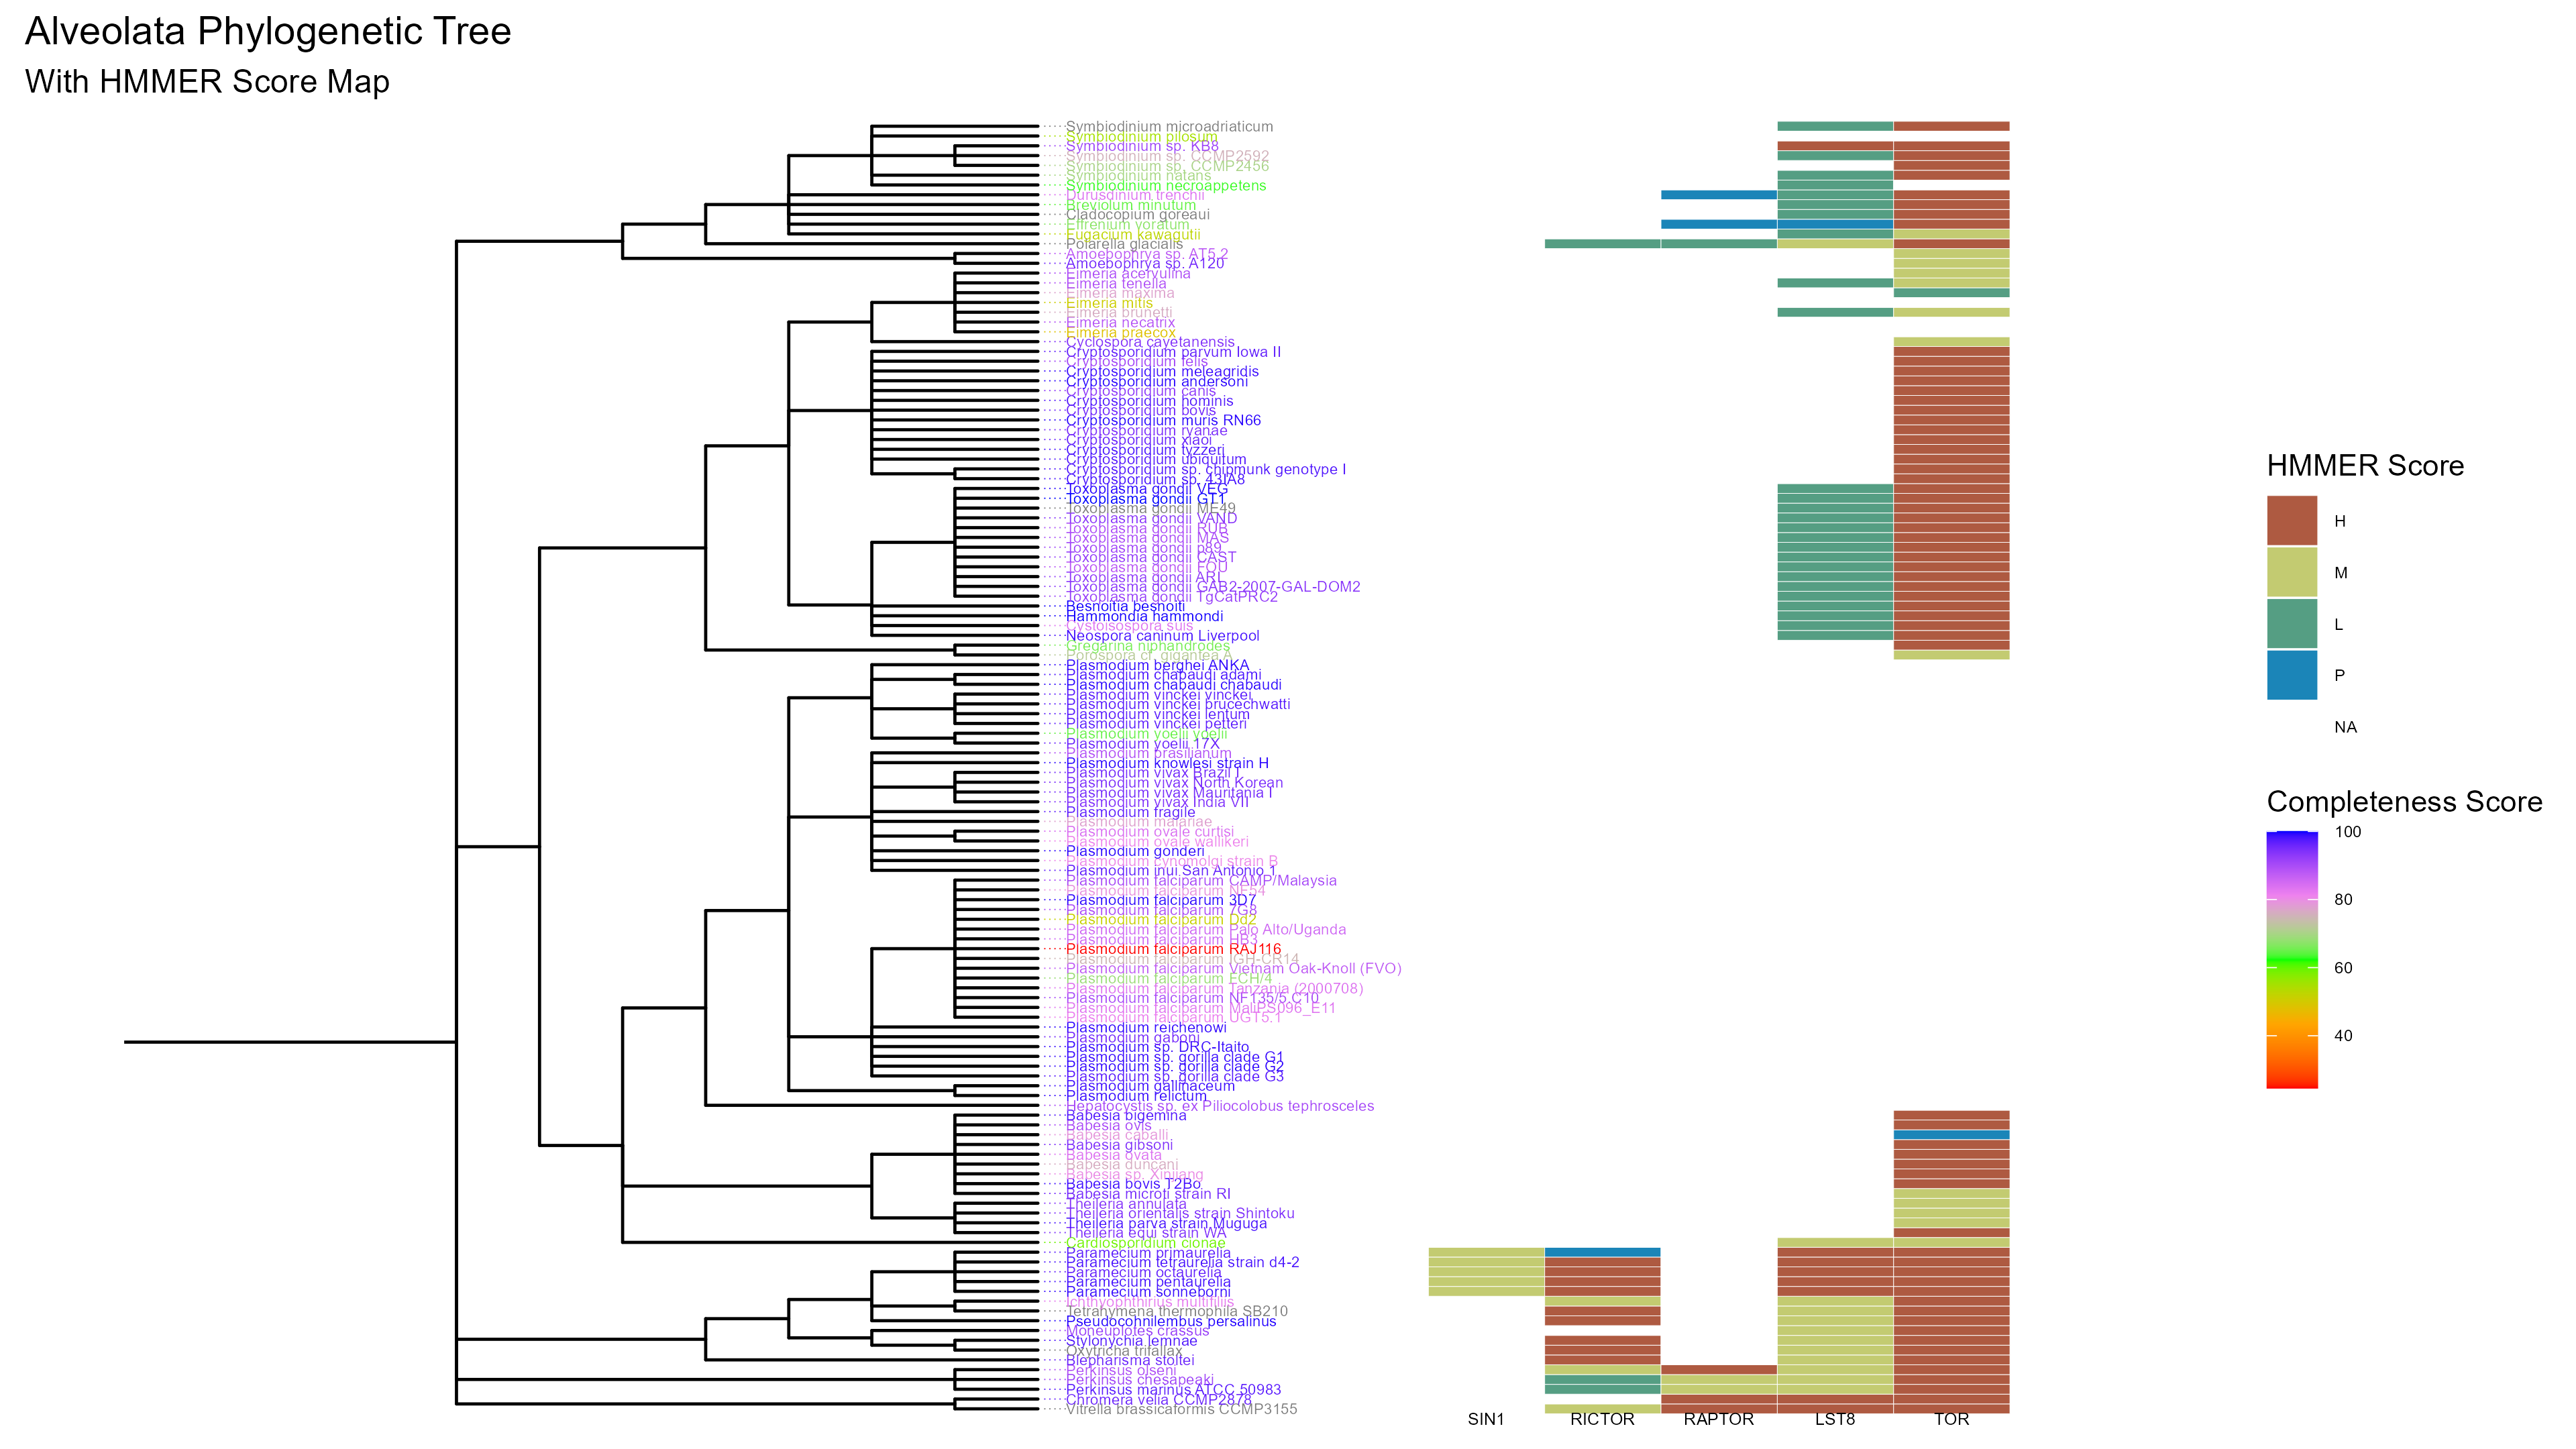 Alveolata Phylogenetic Tree
With HMMER Score Map
Symbiodinium microadriaticum
Symbiodinium pilosum
Symbiodinium sp. KB8
Symbiodinium sp. CCMP2592
Symbiodinium sp. CCMP2456
Symbiodinium natans
Symbiodinium necroappetens
Durusdinium trenchii
Breviolum minutum
Cladocopium goreaui
Effrenium voratum
Fugacium kawagutii
Polarella glacialis
Amoebophrya sp. AT5.2
Amoebophrya sp. A120
Eimeria acervulina
Eimeria tenella
Eimeria maxima
Eimeria mitis
Eimeria brunetti
Eimeria necatrix
Eimeria praecox
Cyclospora cayetanensis
Cryptosporidium parvum Iowa II
Cryptosporidium felis
Cryptosporidium meleagridis
Cryptosporidium andersoni
Cryptosporidium canis
Cryptosporidium hominis
Cryptosporidium bovis
Cryptosporidium muris RN66
Cryptosporidium ryanae
Cryptosporidium xiaoi
Cryptosporidium tyzzeri
Cryptosporidium ubiquitum
Cryptosporidium sp. chipmunk genotype I
Cryptosporidium sp. 43IA8
Toxoplasma gondii VEG
Toxoplasma gondii GT1
Toxoplasma gondii ME49
Toxoplasma gondii VAND
Toxoplasma gondii RUB
Toxoplasma gondii MAS
Toxoplasma gondii p89
Toxoplasma gondii CAST
Toxoplasma gondii FOU
Toxoplasma gondii ARI
Toxoplasma gondii GAB2-2007-GAL-DOM2
Toxoplasma gondii TgCatPRC2
Besnoitia besnoiti
Hammondia hammondi
Cystoisospora suis
Neospora caninum Liverpool
Gregarina niphandrodes
Porospora cf. gigantea A
Plasmodium berghei ANKA
Plasmodium chabaudi adami
Plasmodium chabaudi chabaudi
Plasmodium vinckei vinckei
Plasmodium vinckei brucechwatti
Plasmodium vinckei lentum
Plasmodium vinckei petteri
Plasmodium yoelii yoelii
Plasmodium yoelii 17X
Plasmodium brasilianum
Plasmodium knowlesi strain H
Plasmodium vivax Brazil I
Plasmodium vivax North Korean
Plasmodium vivax Mauritania I
Plasmodium vivax India VII
Plasmodium fragile
Plasmodium malariae
Plasmodium ovale curtisi
Plasmodium ovale wallikeri
Plasmodium gonderi
Plasmodium cynomolgi strain B
Plasmodium inui San Antonio 1
Plasmodium falciparum CAMP/Malaysia
Plasmodium falciparum NF54
Plasmodium falciparum 3D7
Plasmodium falciparum 7G8
Plasmodium falciparum Dd2
Plasmodium falciparum Palo Alto/Uganda
Plasmodium falciparum HB3
Plasmodium falciparum RAJ116
Plasmodium falciparum IGH-CR14
Plasmodium falciparum Vietnam Oak-Knoll (FVO)
Plasmodium falciparum FCH/4
Plasmodium falciparum Tanzania (2000708)
Plasmodium falciparum NF135/5.C10
Plasmodium falciparum MaliPS096_E11
Plasmodium falciparum UGT5.1
Plasmodium reichenowi
Plasmodium gaboni
Plasmodium sp. DRC-Itaito
Plasmodium sp. gorilla clade G1
Plasmodium sp. gorilla clade G2
Plasmodium sp. gorilla clade G3
Plasmodium gallinaceum
Plasmodium relictum
Hepatocystis sp. ex Piliocolobus tephrosceles
Babesia bigemina
Babesia ovis
Babesia caballi
Babesia gibsoni
Babesia ovata
Babesia duncani
Babesia sp. Xinjiang
Babesia bovis T2Bo
Babesia microti strain RI
Theileria annulata
Theileria orientalis strain Shintoku
Theileria parva strain Muguga
Theileria equi strain WA
Cardiosporidium cionae
Paramecium primaurelia
Paramecium tetraurelia strain d4-2
Paramecium octaurelia
Paramecium pentaurelia
Paramecium sonneborni
Ichthyophthirius multifiliis
Tetrahymena thermophila SB210
Pseudocohnilembus persalinus
Moneuplotes crassus
Stylonychia lemnae
Oxytricha trifallax
Blepharisma stoltei
Perkinsus olseni
Perkinsus chesapeaki
Perkinsus marinus ATCC 50983
Chromera velia CCMP2878
Vitrella brassicaformis CCMP3155
SIN1 RICTOR RAPTOR LST8 TOR
HMMER Score
H
M
L
P
NA
Completeness Score
100
80
60
40